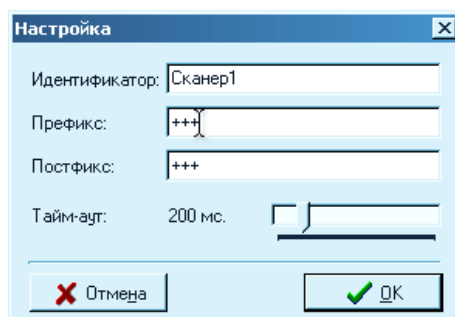 Настройка
Идентификатор: Сканер1
Префикс: +++
Постфикс: +++
Тайм-аут: 200 мс.
Отмена OK